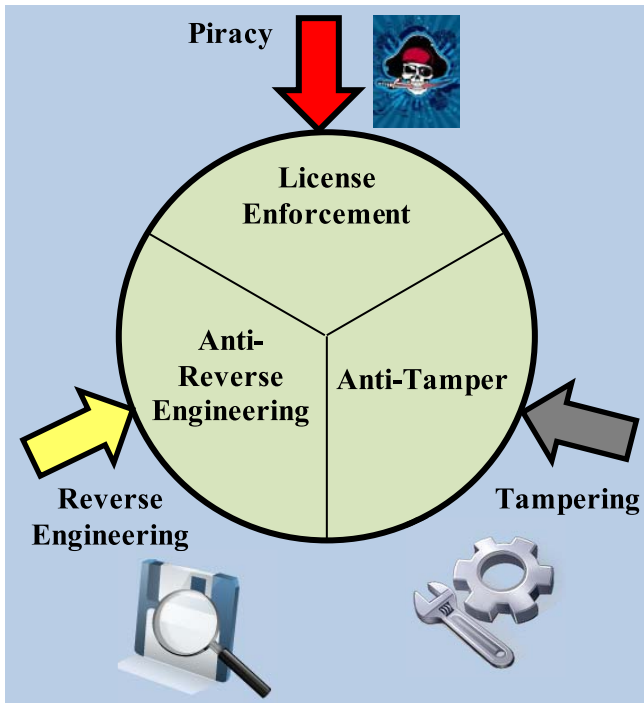 Piracy
License
Enforcement
Anti-
Reverse
Engineering
Anti-Tamper
Reverse
Engineering
Tampering